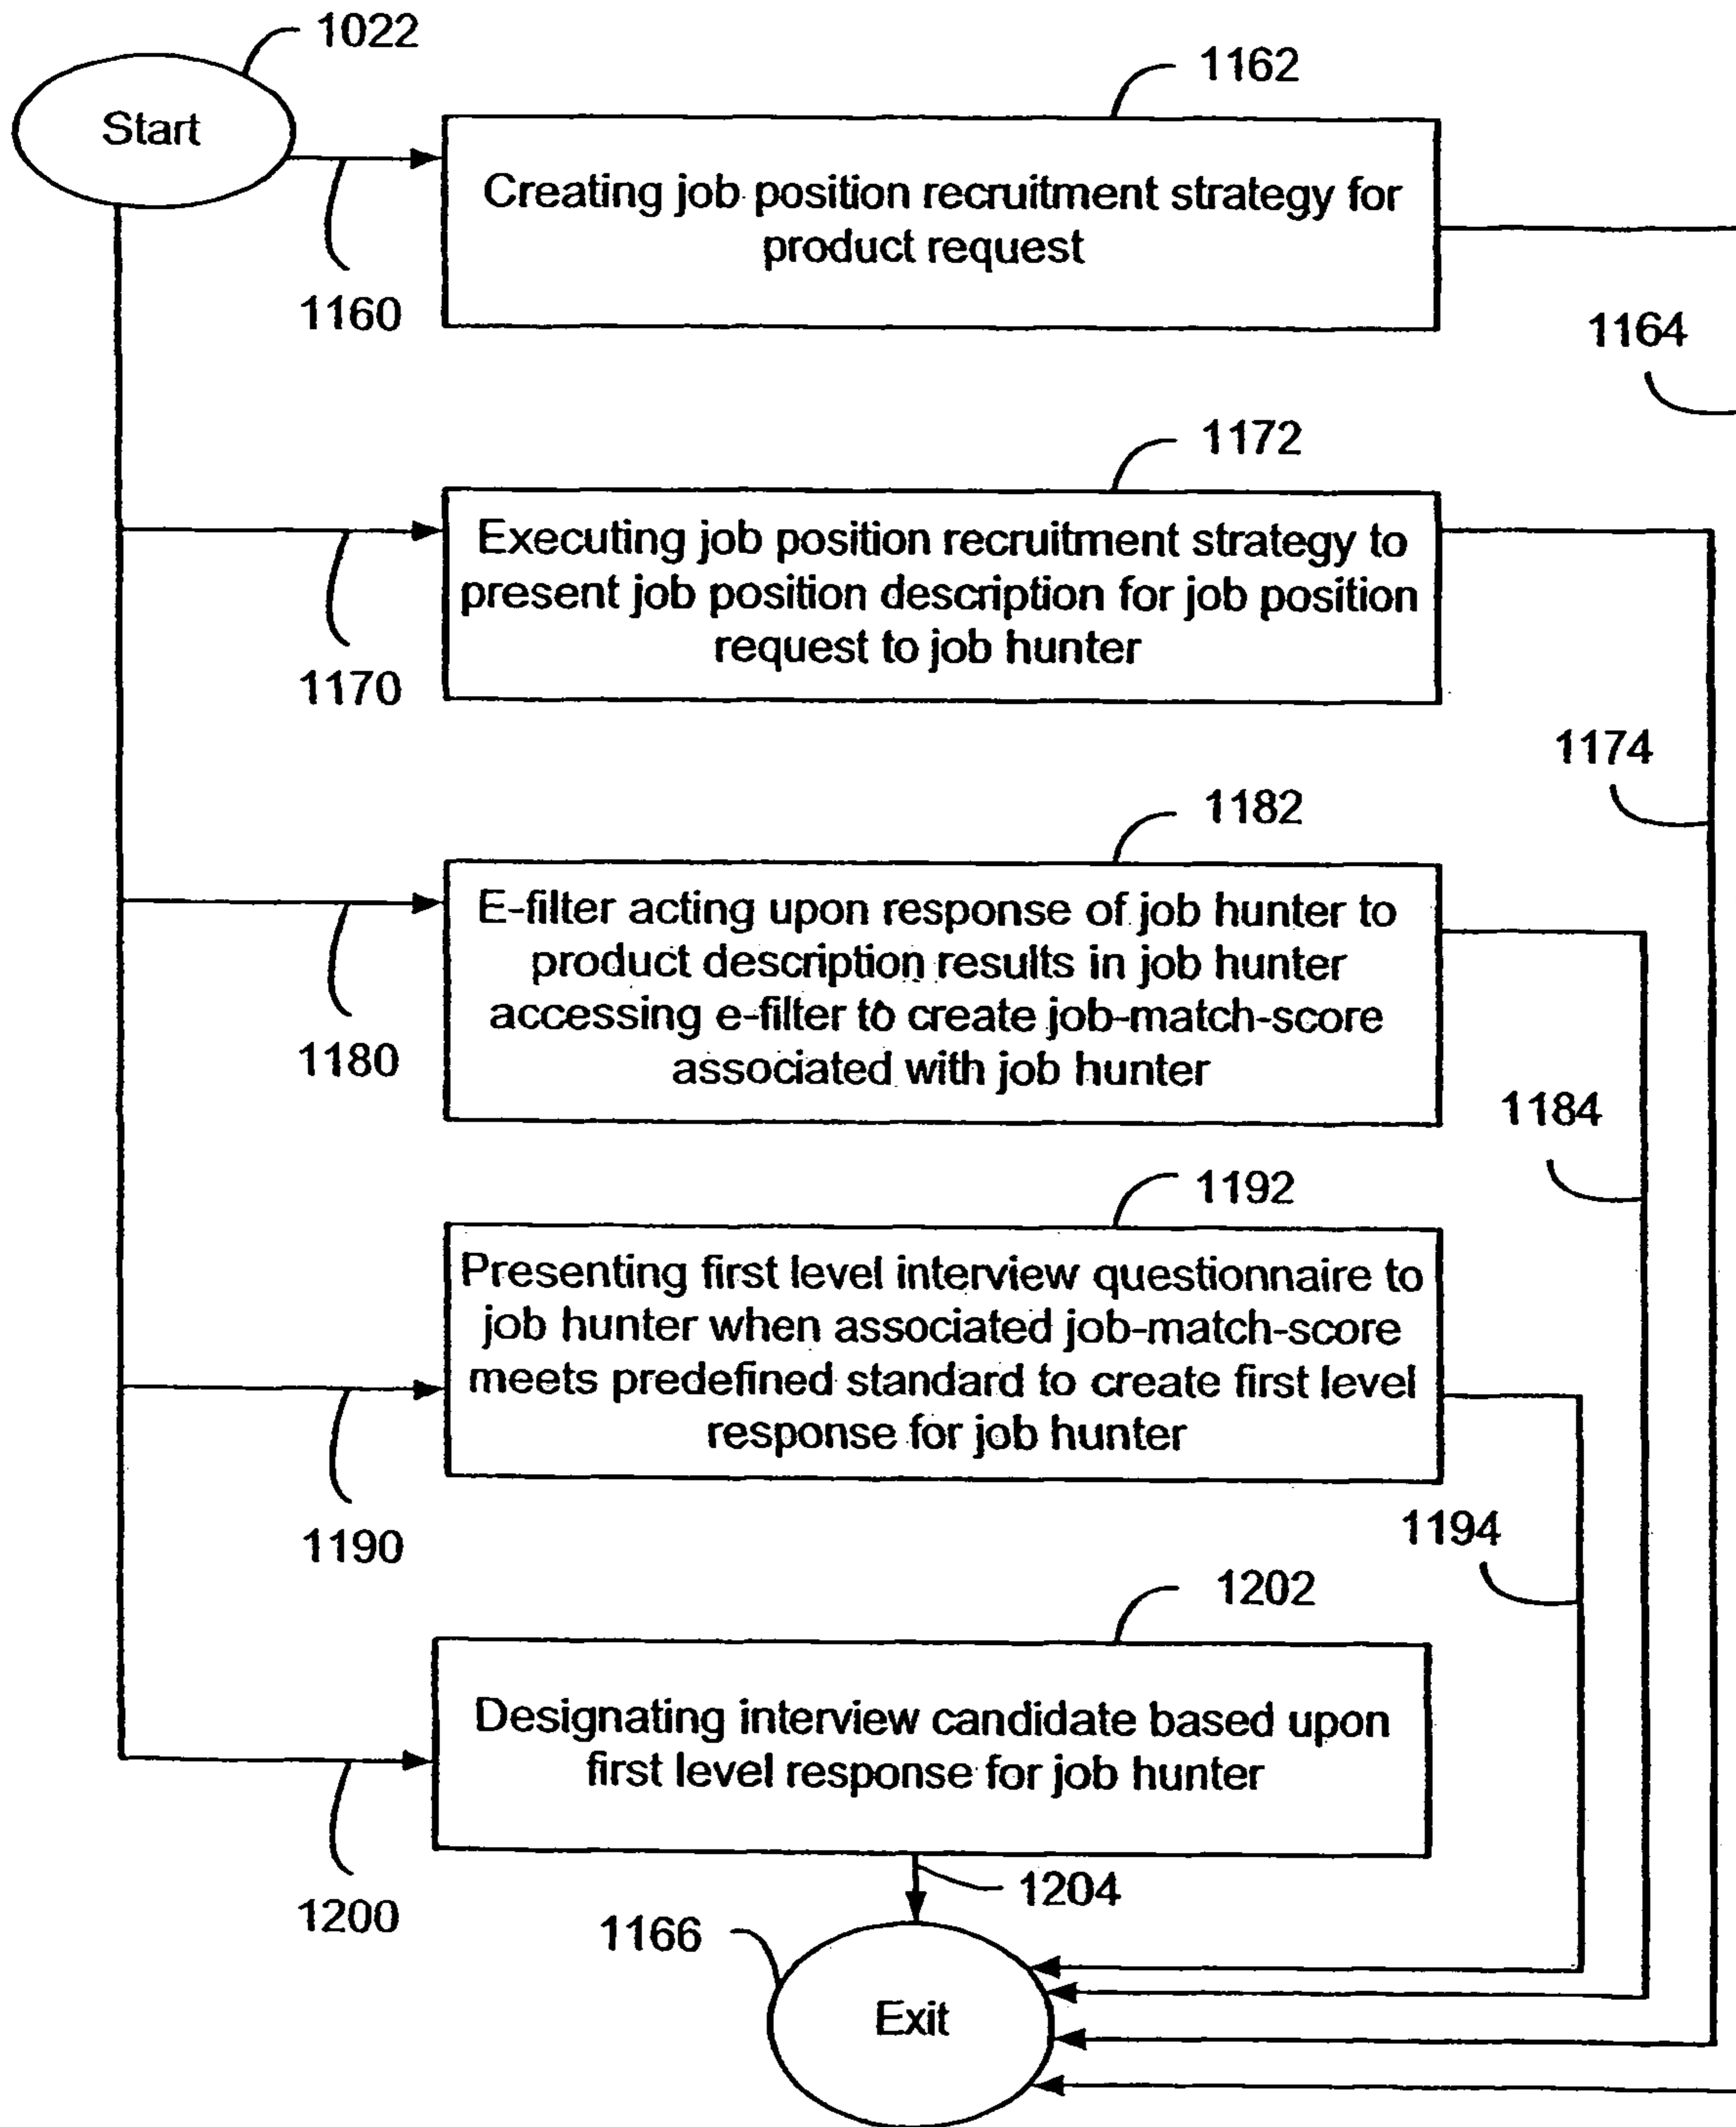 1022
Start
1162
Creating job position recruitment strategy for
product request
1160
1164
1172
Executing job position recruitment strategy to
present job position description for job position
request to job hunter
1170
1174
1182
E-filter acting upon response of job hunter to
product description results in job hunter
accessing e-filter to create job-match-score
associated with job hunter
1180
1184
1192
Presenting first level interview questionnaire to
job hunter when associated job-match-score
meets predefined standard to create first level
response for job hunter
1190
1194
1202
Designating interview candidate based upon
first level response for job hunter
1200
1204
1166
Exit